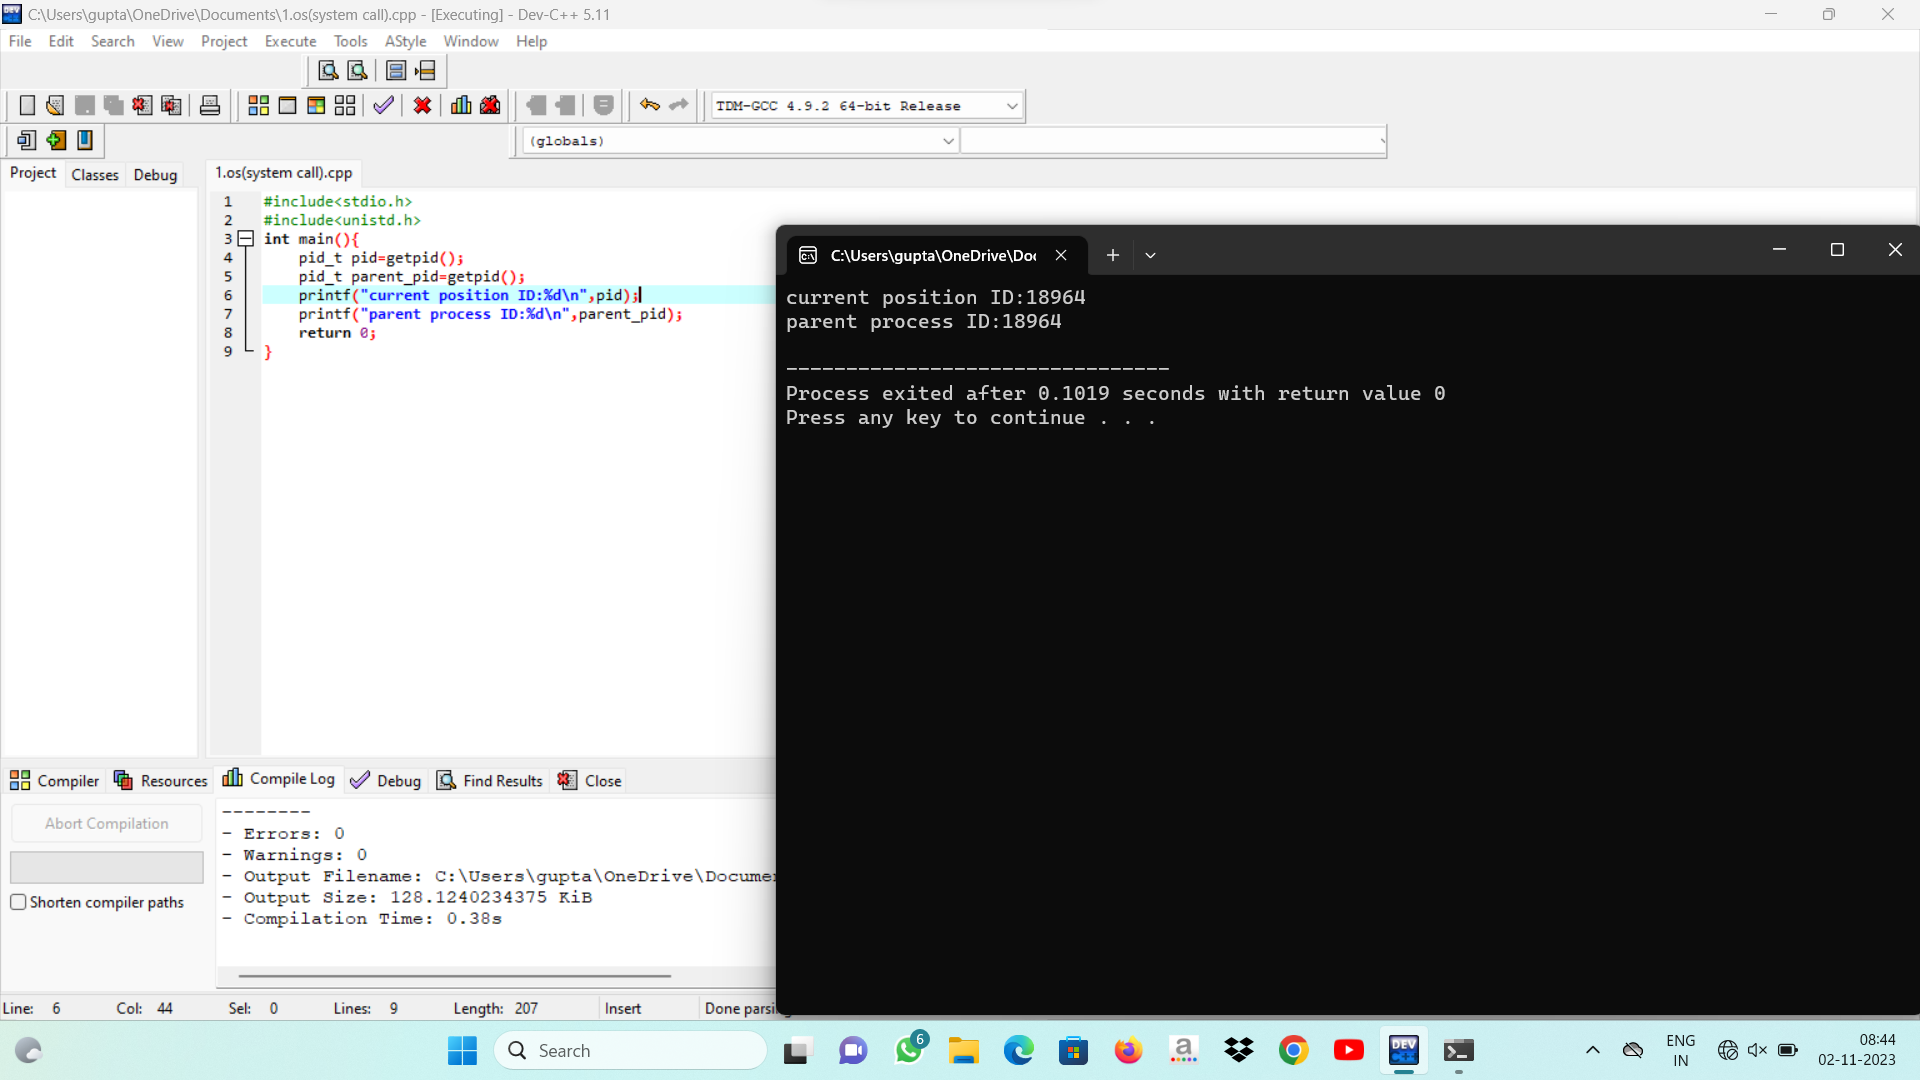 C:\Users\gupta\OneDrive\Documents\1.os(system call).cpp - [Executing] - Dev-C++ 5.11
File Edit Search View Project Execute Tools AStyle Window Help
TDM-GCC 4.9.2 64-bit Release
(globals)
Project Classes Debug
1.os(system call).cpp
1 #include<stdio.h>
2 #include<unistd.h>
3 int main(){
4 pid_t pid=getpid();
5 pid_t parent_pid=getpid();
6 printf("current position ID:%d\n",pid);
7 printf("parent process ID:%d\n",parent_pid);
8 return 0;
9 }
C:\Users\gupta\OneDrive\Doc
current position ID:18964
parent process ID:18964
--------------------------------
Process exited after 0.1019 seconds with return value 0
Press any key to continue . . .
Compiler Resources Compile Log Debug Find Results Close
Abort Compilation
Shorten compiler paths
--------
- Errors: 0
- Warnings: 0
- Output Filename: C:\Users\gupta\OneDrive\Docume
- Output Size: 128.1240234375 KiB
- Compilation Time: 0.38s
Line: 6 Col: 44 Sel: 0 Lines: 9 Length: 207 Insert Done parsin
Search
6
DEV C++
ENG
IN
08:44
02-11-2023